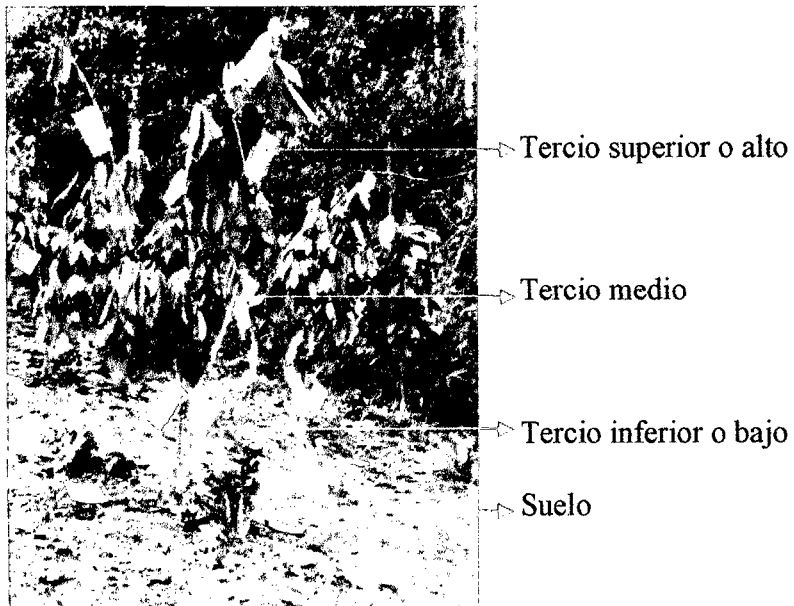 Tercio superior o alto
Tercio medio
Tercio inferior o bajo
Suelo